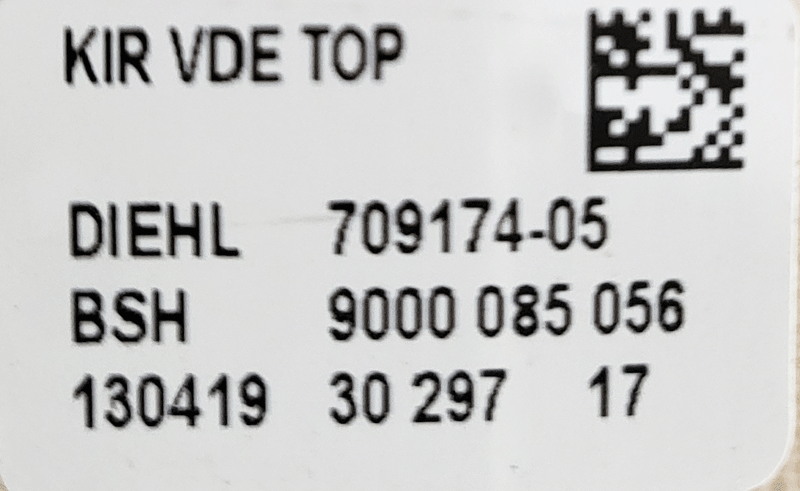 KIR VDE TOP
DIEHL 709174-05
BSH 9000 085 056
130419 30 297 17